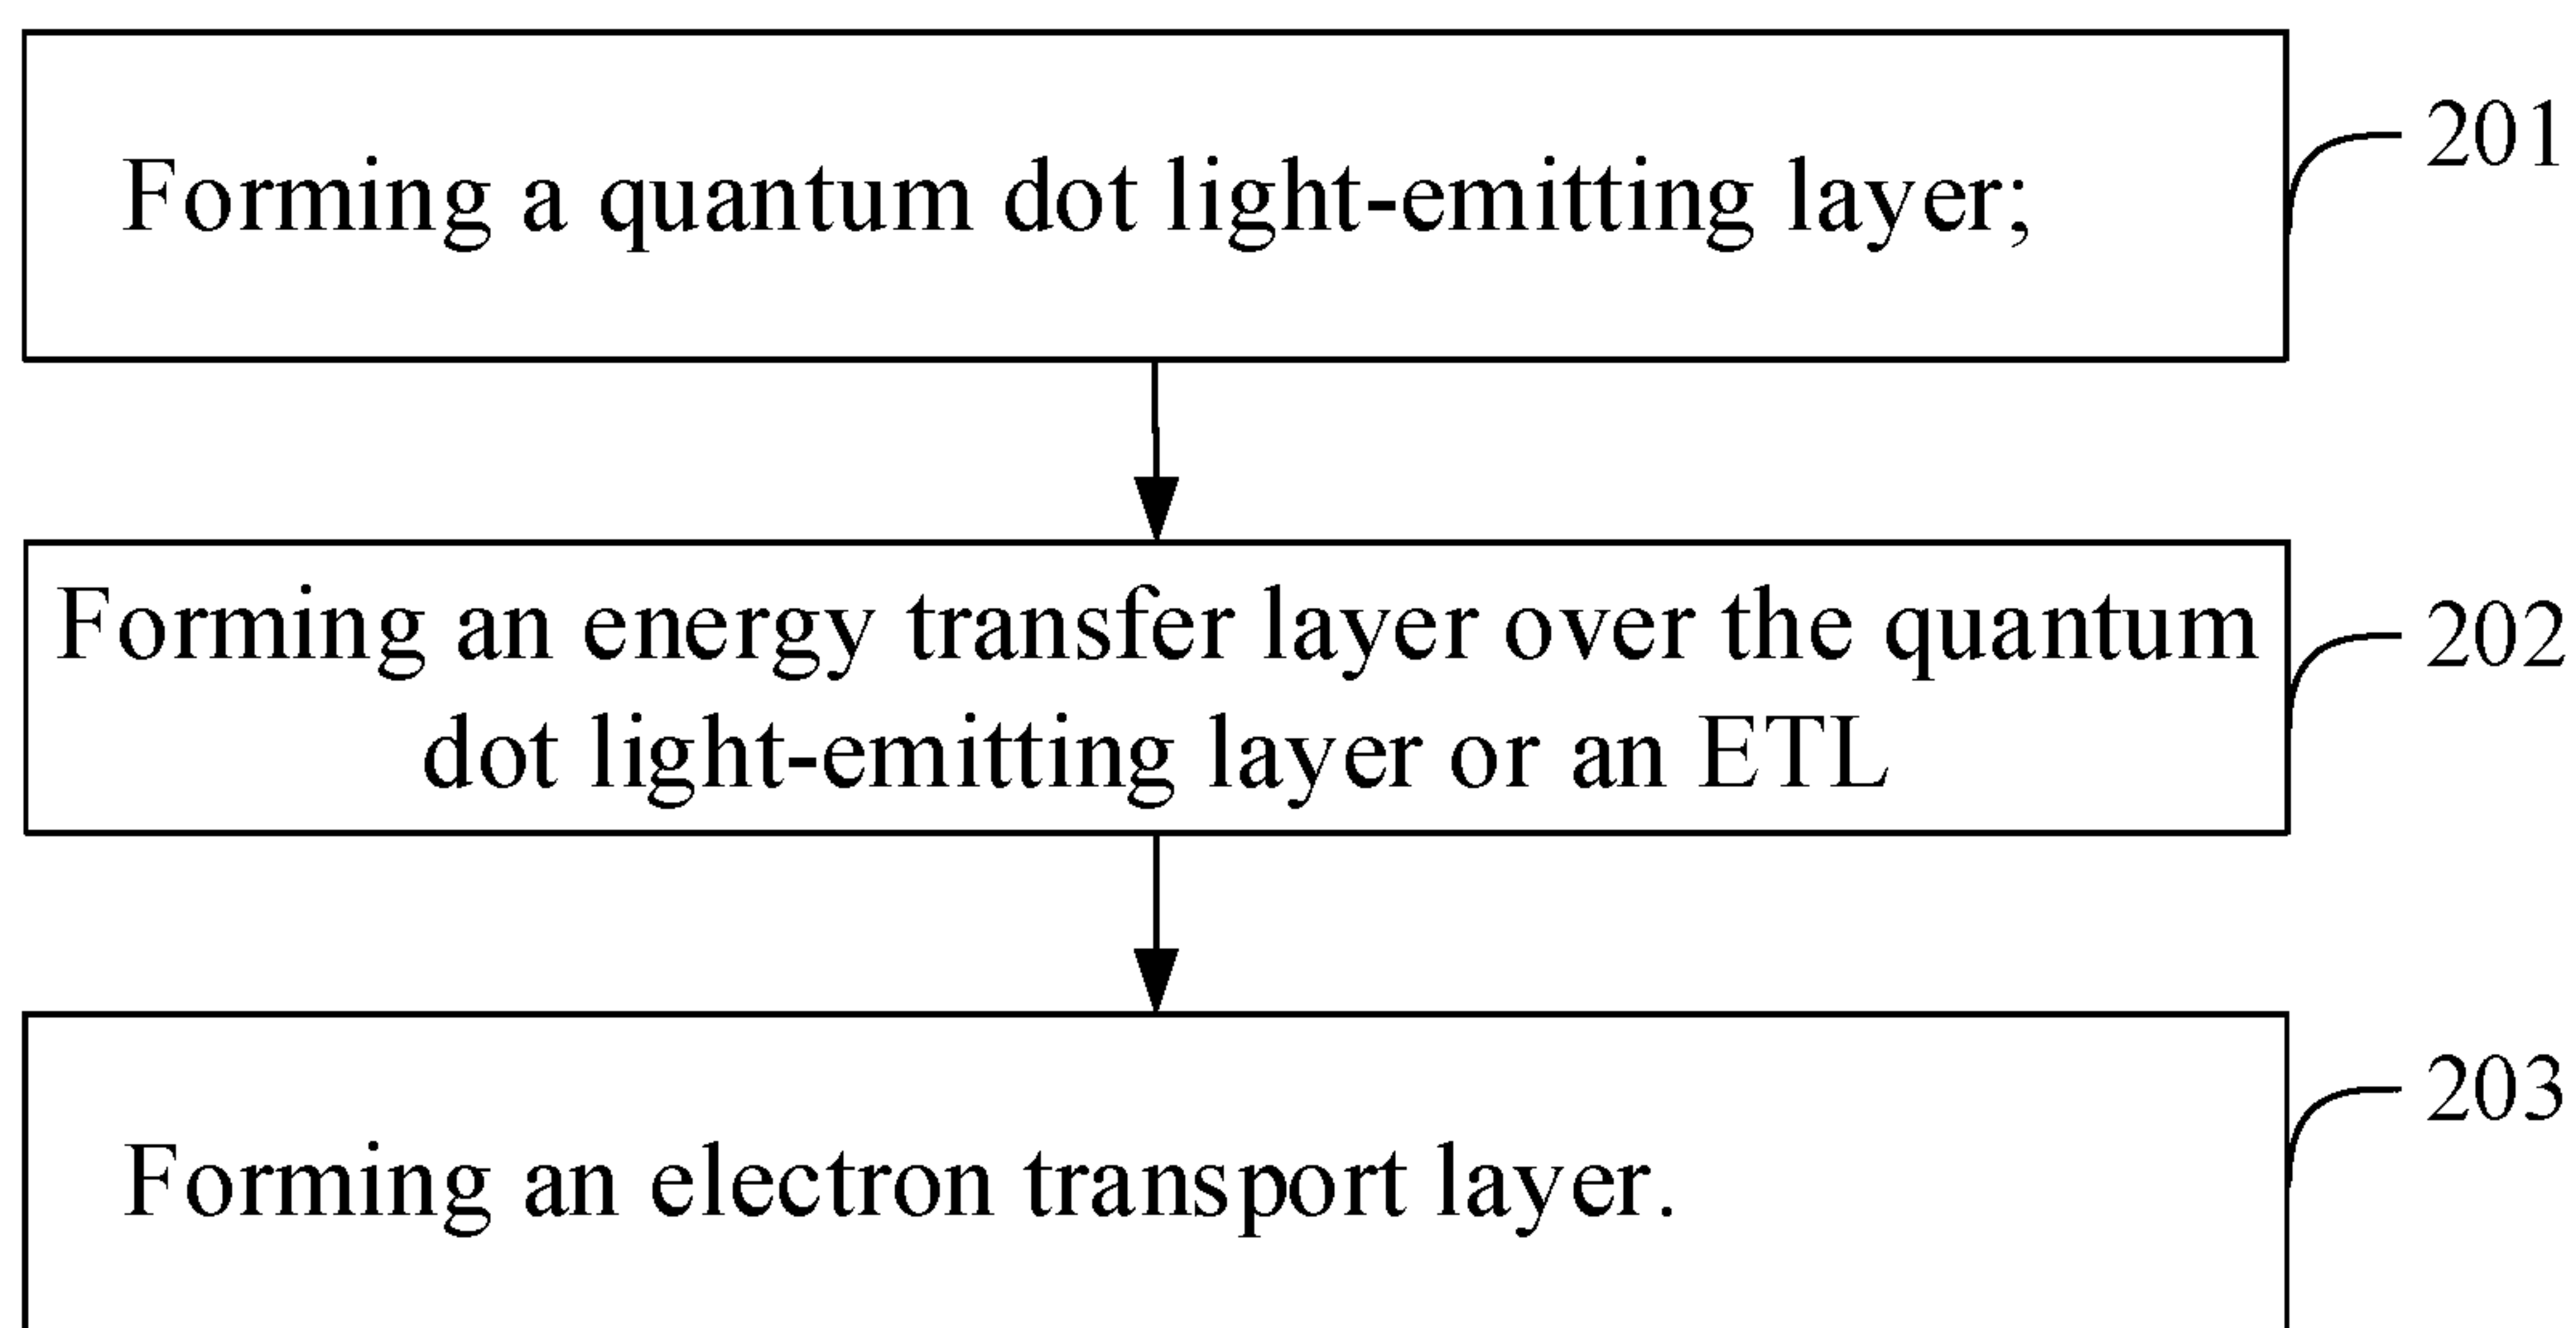 Forming a quantum dot light-emitting layer;
201
Forming an energy transfer layer over the quantum
dot light-emitting layer or an ETL
202
Forming an electron transport layer.
203